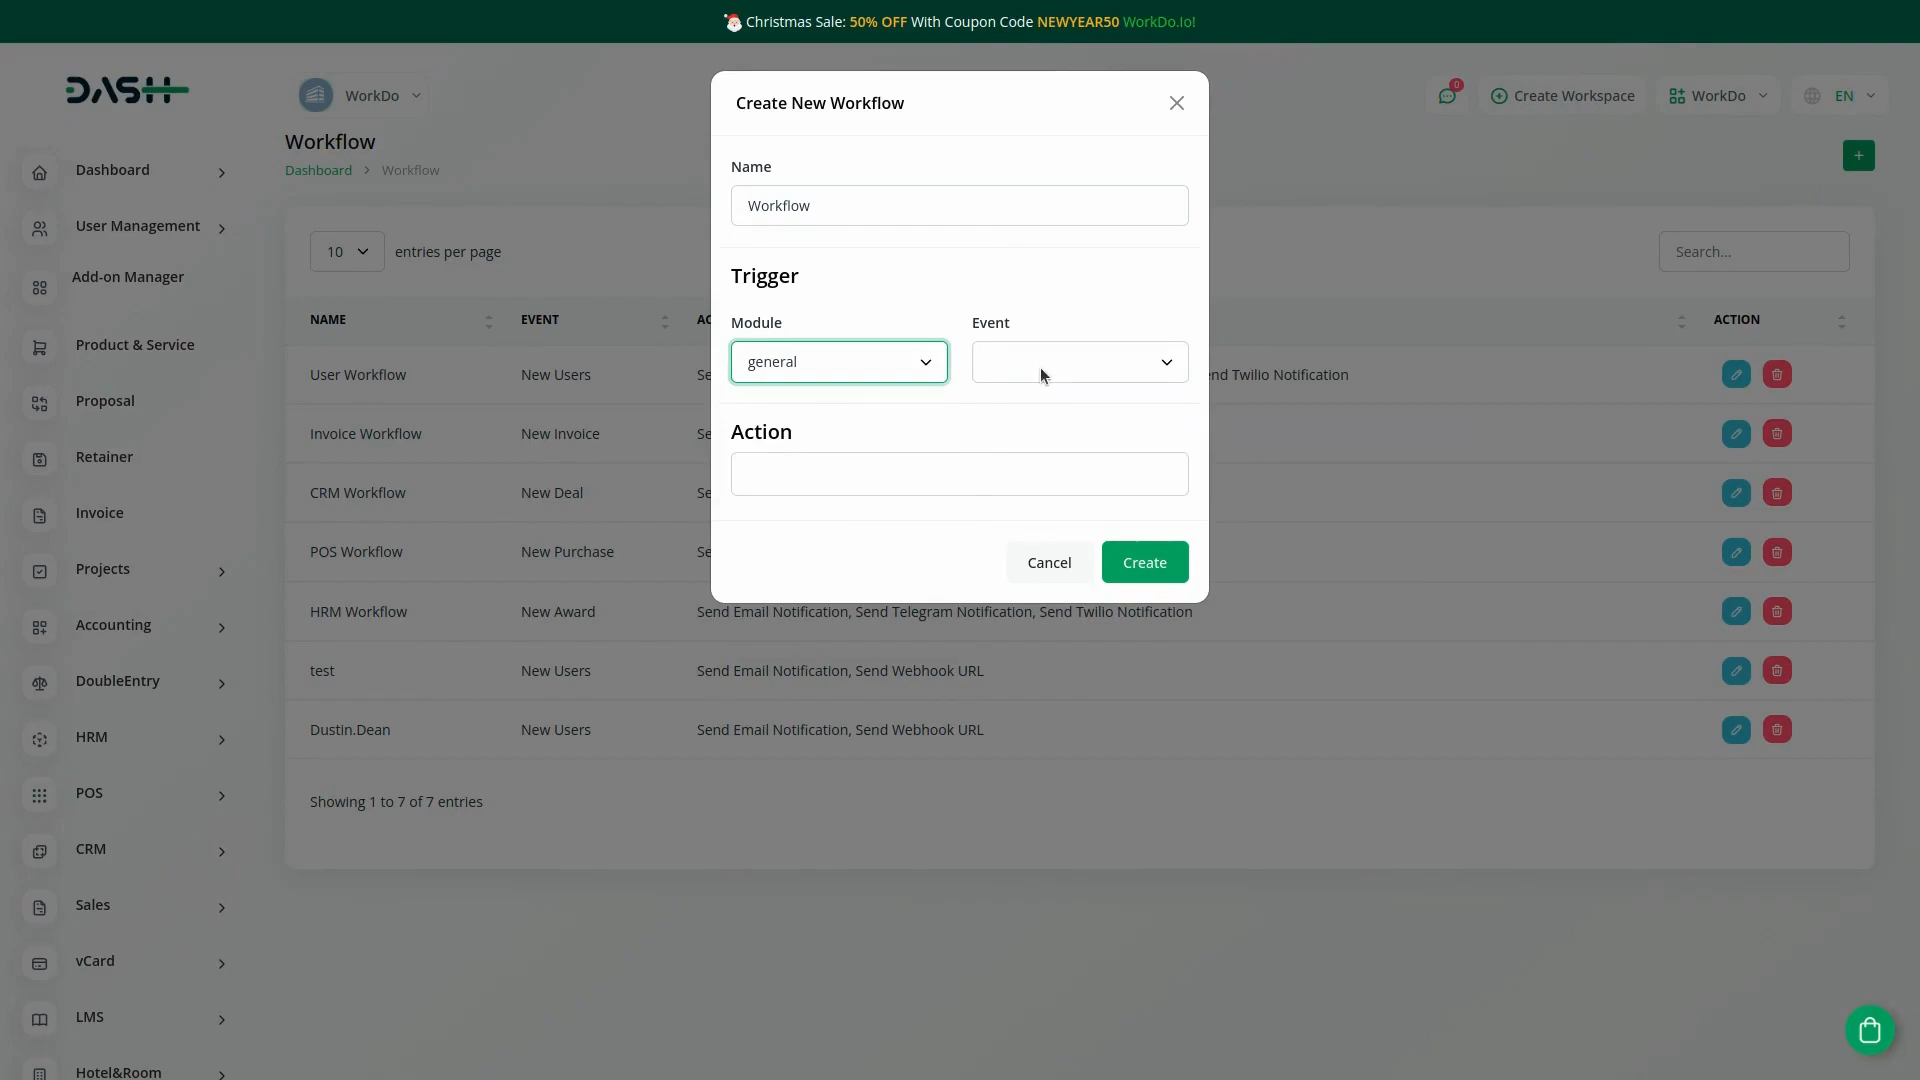 Christmas Sale: 50% OFF With Coupon Code NEWYEAR50 WorkDo.Io!
DASH
WorkDo
0
Create Workspace
WorkDo
EN
Workflow
Dashboard > Workflow
+
Dashboard
User Management
Add-on Manager
Product & Service
Proposal
Retainer
Invoice
Projects
Accounting
DoubleEntry
HRM
POS
CRM
Sales
vCard
LMS
Hotel&Room
10 entries per page
Search...
NAME EVENT AC ACTION
User Workflow New Users Se end Twilio Notification
Invoice Workflow New Invoice Se
CRM Workflow New Deal Se
POS Workflow New Purchase Se
HRM Workflow New Award Send Email Notification, Send Telegram Notification, Send Twilio Notification
test New Users Send Email Notification, Send Webhook URL
Dustin.Dean New Users Send Email Notification, Send Webhook URL
Showing 1 to 7 of 7 entries
Create New Workflow
Name
Workflow
Trigger
Module Event
general
Action
Cancel Create